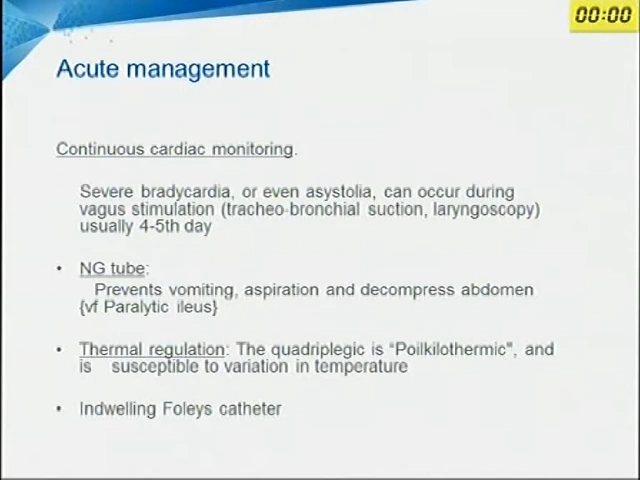 00:00
Acute management
Continuous cardiac monitoring.
Severe bradycardia, or even asystolia, can occur during
vagus stimulation (tracheo-bronchial suction, laryngoscopy)
usually 4-5th day
• NG tube:
Prevents vomiting, aspiration and decompress abdomen
{vf Paralytic ileus}
• Thermal regulation: The quadriplegic is "Poilkilothermic", and
is susceptible to variation in temperature
• Indwelling Foleys catheter